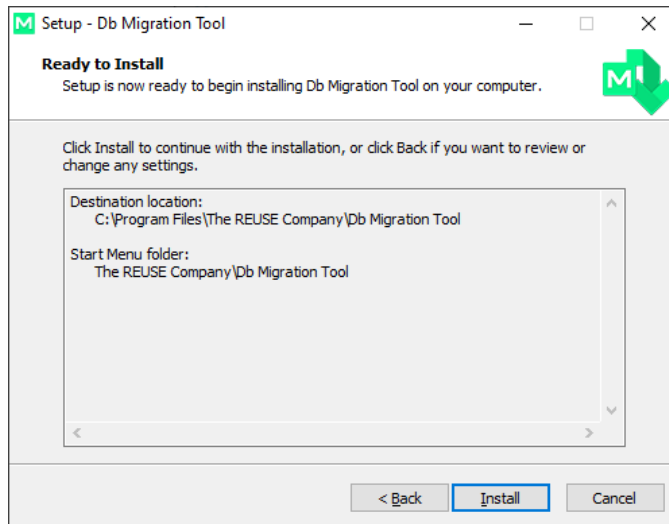 M Setup - Db Migration Tool
Ready to Install
Setup is now ready to begin installing Db Migration Tool on your computer.
M
Click Install to continue with the installation, or click Back if you want to review or
change any settings.
Destination location:
C:\Program Files\The REUSE Company\Db Migration Tool
Start Menu folder:
The REUSE Company\Db Migration Tool
< Back Install Cancel